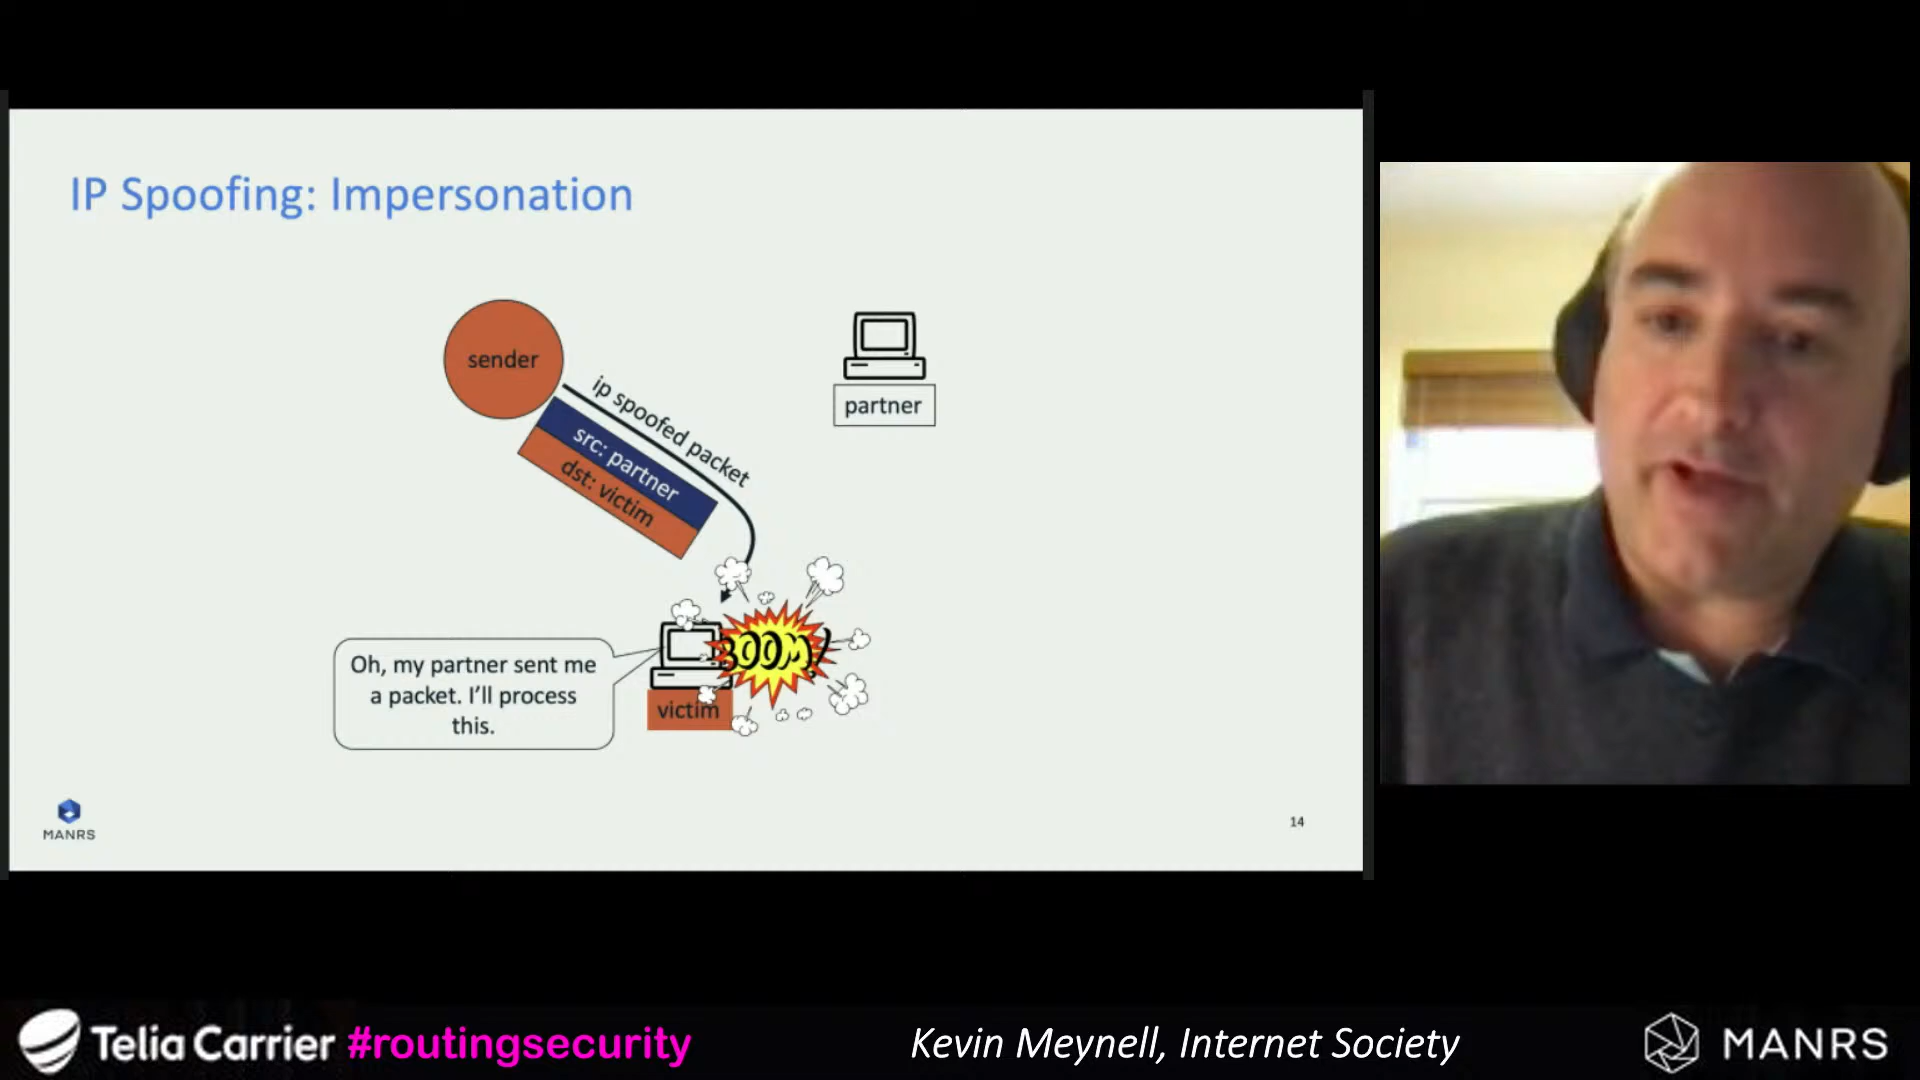 IP Spoofing: Impersonation
sender
ip spoofed packet
src: partner
dst: victim
partner
BOOM!
Oh, my partner sent me
a packet. I'll process
this.
victim
MANRS
14
Telia Carrier #routingsecurity
Kevin Meynell, Internet Society
MANRS